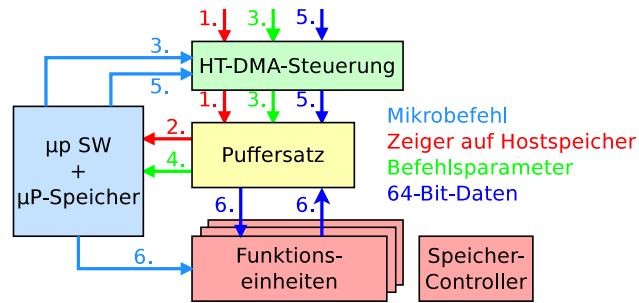 1.
3.
5.
3.
HT-DMA-Steuerung
5.
1.
3.
5.
Mikrobefehl
2.
Zeiger auf Hostspeicher
µp SW
+
µP-Speicher
Puffersatz
4.
Befehlsparameter
64-Bit-Daten
6.
6.
6.
Funktions-
einheiten
Speicher-
Controller